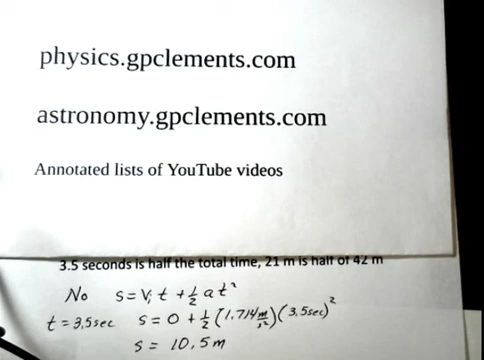 physics.gpclements.com
astronomy.gpclements.com
Annotated lists of YouTube videos
3.5 seconds is half the total time, 21 m is half of 42 m
No s = Vᵢ t + ½ a t²
t = 3,5 sec s = 0 + ½ (1,714 m/s²)(3,5 sec)²
s = 10,5 m